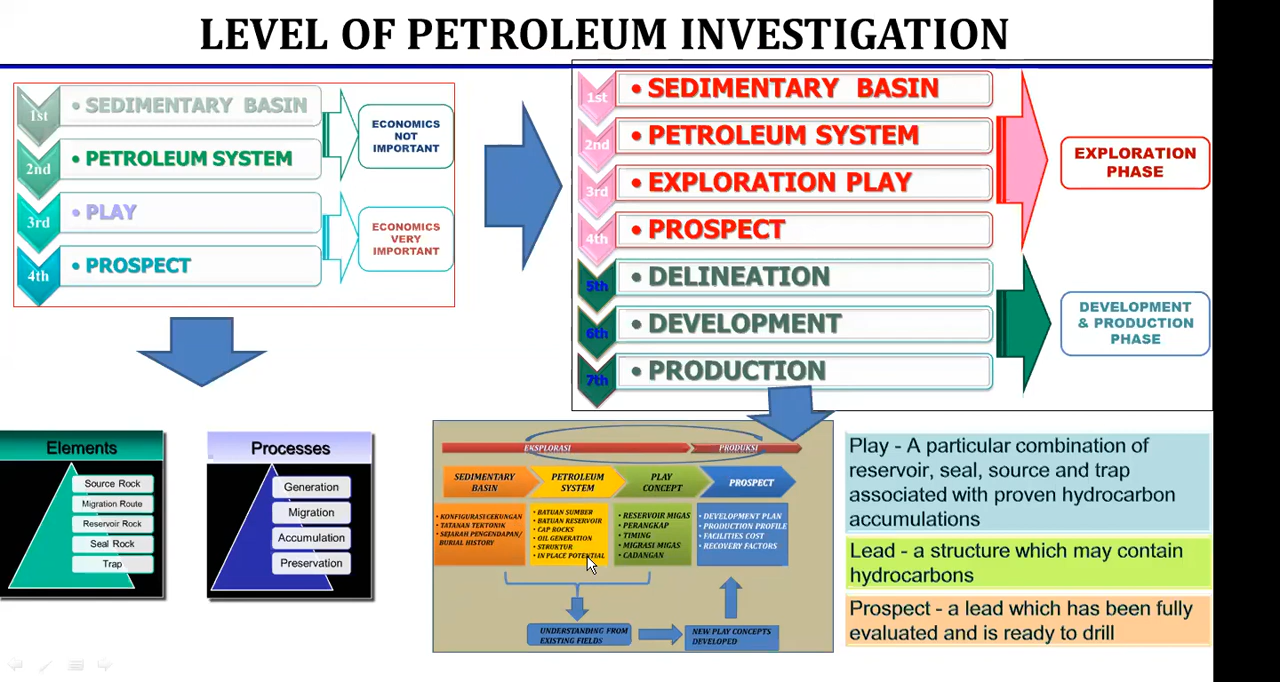 LEVEL OF PETROLEUM INVESTIGATION
1st
• SEDIMENTARY BASIN
2nd
• PETROLEUM SYSTEM
3rd
• PLAY
4th
• PROSPECT
ECONOMICS
NOT
IMPORTANT
ECONOMICS
VERY
IMPORTANT
1st
• SEDIMENTARY BASIN
2nd
• PETROLEUM SYSTEM
3rd
• EXPLORATION PLAY
4th
• PROSPECT
5th
• DELINEATION
6th
• DEVELOPMENT
7th
• PRODUCTION
EXPLORATION
PHASE
DEVELOPMENT
& PRODUCTION
PHASE
Elements
Source Rock
Migration Route
Reservoir Rock
Seal Rock
Trap
Processes
Generation
Migration
Accumulation
Preservation
EKSPLORASI
PRODUKSI
SEDIMENTARY
BASIN
PETROLEUM
SYSTEM
PLAY
CONCEPT
PROSPECT
• KONFIGURASI CEKUNGAN
• TATANAN TEKTONIK
• SEJARAH PENGENDAPAN/
BURIAL HISTORY
• BATUAN SUMBER
• BATUAN RESERVOIR
• CAP ROCKS
• OIL GENERATION
• STRUKTUR
• IN PLACE POTENTIAL
• RESERVOIR MIGAS
• PERANGKAP
• TIMING
• MIGRASI MIGAS
• CADANGAN
• DEVELOPMENT PLAN
• PRODUCTION PROFILE
• FACILITIES COST
• RECOVERY FACTORS
UNDERSTANDING FROM
EXISTING FIELDS
NEW PLAY CONCEPTS
DEVELOPED
Play - A particular combination of
reservoir, seal, source and trap
associated with proven hydrocarbon
accumulations
Lead - a structure which may contain
hydrocarbons
Prospect - a lead which has been fully
evaluated and is ready to drill